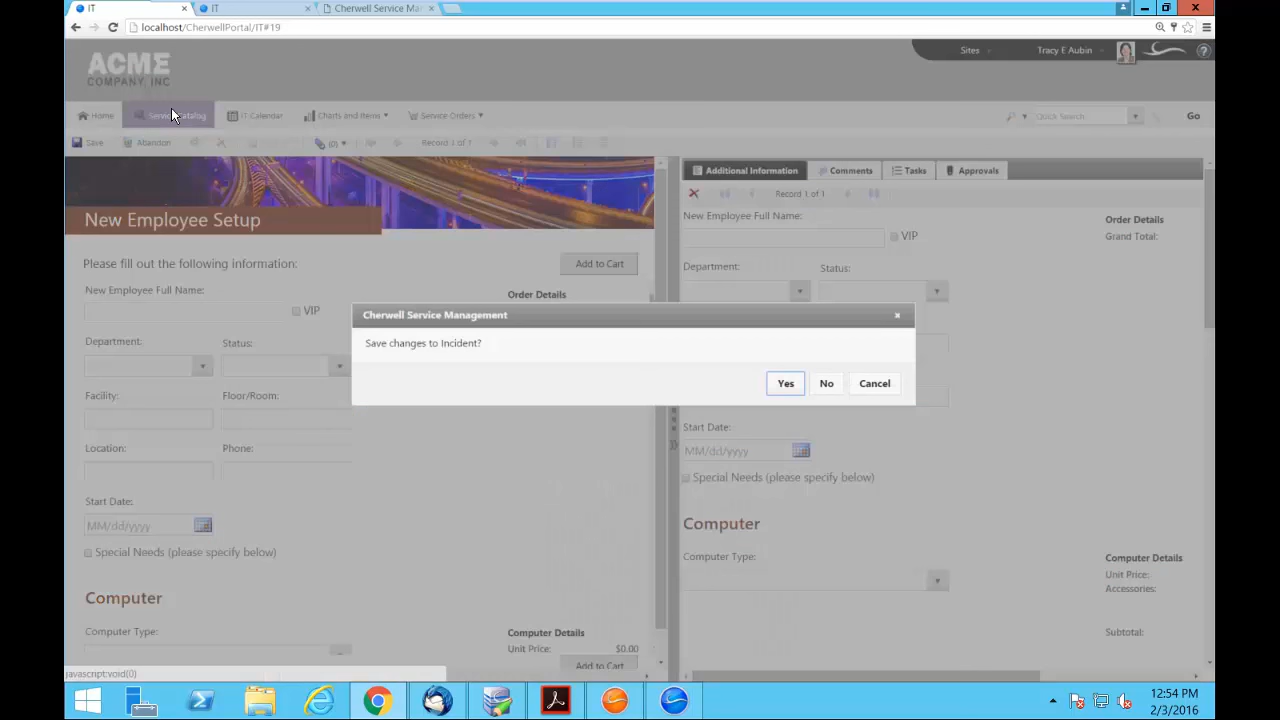 IT
IT
Cherwell Service Ma
localhost/CherwellPortal/IT#19
ACME
COMPANY INC
Sites
Tracy E Aubin
Home
Service Catalog
IT Calendar
Charts and Items
Service Orders
Quick Search
Go
Save
Abandon
(0)
Record 1 of 1
New Employee Setup
Please fill out the following information:
Add to Cart
New Employee Full Name:
VIP
Order Details
Department:
Status:
Facility:
Floor/Room:
Location:
Phone:
Start Date:
MM/dd/yyyy
Special Needs (please specify below)
Computer
Computer Type:
Computer Details
Unit Price:
$0.00
Add to Cart
Additional Information
Comments
Tasks
Approvals
Record 1 of 1
New Employee Full Name:
VIP
Order Details
Grand Total:
Department:
Status:
Start Date:
MM/dd/yyyy
Special Needs (please specify below)
Computer
Computer Type:
Computer Details
Unit Price:
Accessories:
Subtotal:
Cherwell Service Management
Save changes to Incident?
Yes
No
Cancel
javascript:void(0)
12:54 PM
2/3/2016